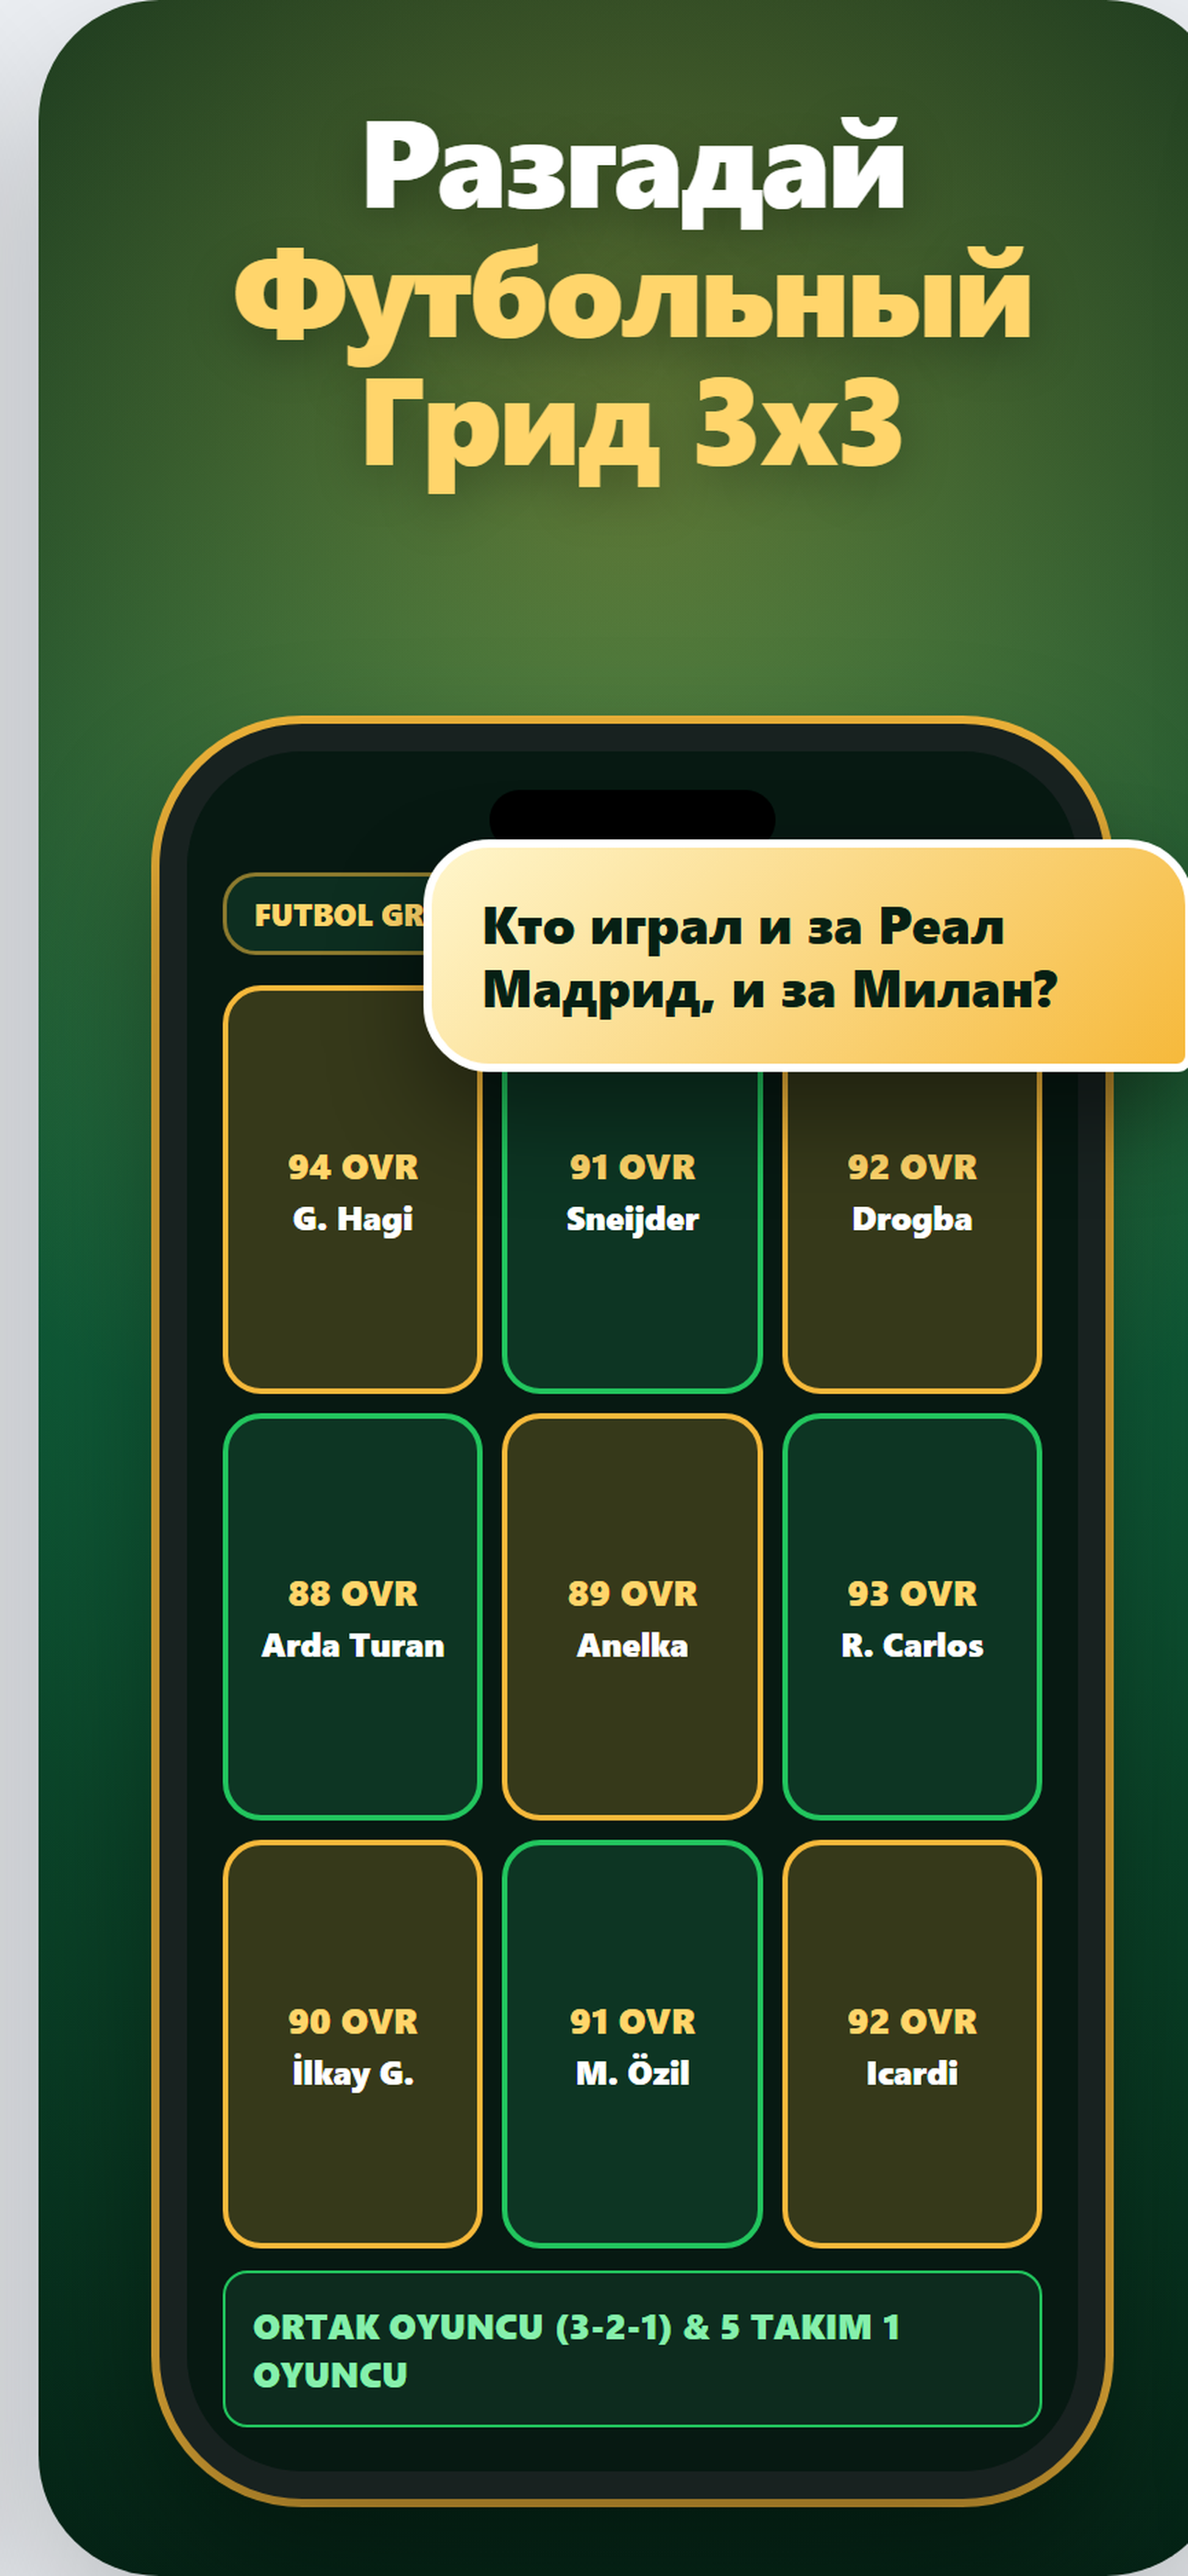 Разгадай
Футбольный
Грид 3x3
FUTBOL GR
Кто играл и за Реал
Мадрид, и за Милан?
94 OVR
G. Hagi
91 OVR
Sneijder
92 OVR
Drogba
88 OVR
Arda Turan
89 OVR
Anelka
93 OVR
R. Carlos
90 OVR
İlkay G.
91 OVR
M. Özil
92 OVR
Icardi
ORTAK OYUNCU (3-2-1) & 5 TAKIM 1
OYUNCU